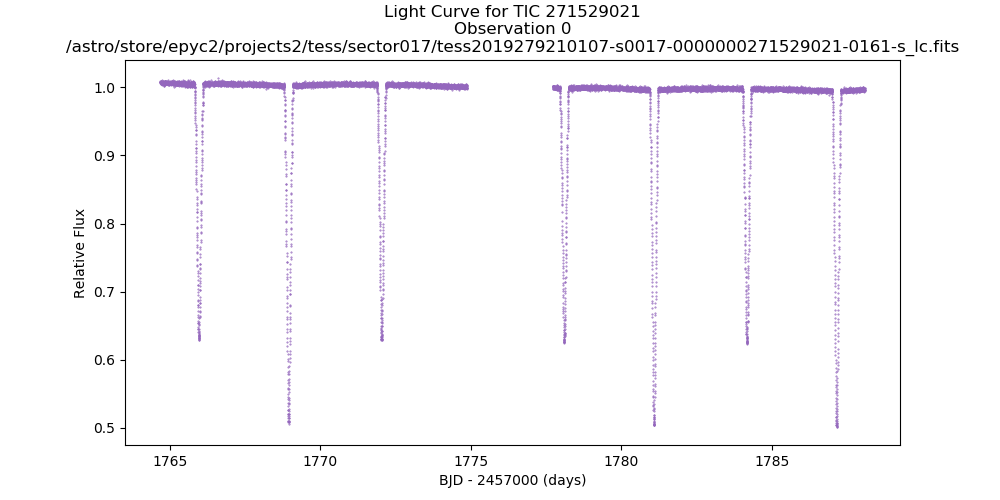 Light Curve for TIC 271529021
Observation 0
/astro/store/epyc2/projects2/tess/sector017/tess2019279210107-s0017-0000000271529021-0161-s_lc.fits
Relative Flux
1.0
0.9
0.8
0.7
0.6
0.5
1765
1770
1775
1780
1785
BJD - 2457000 (days)